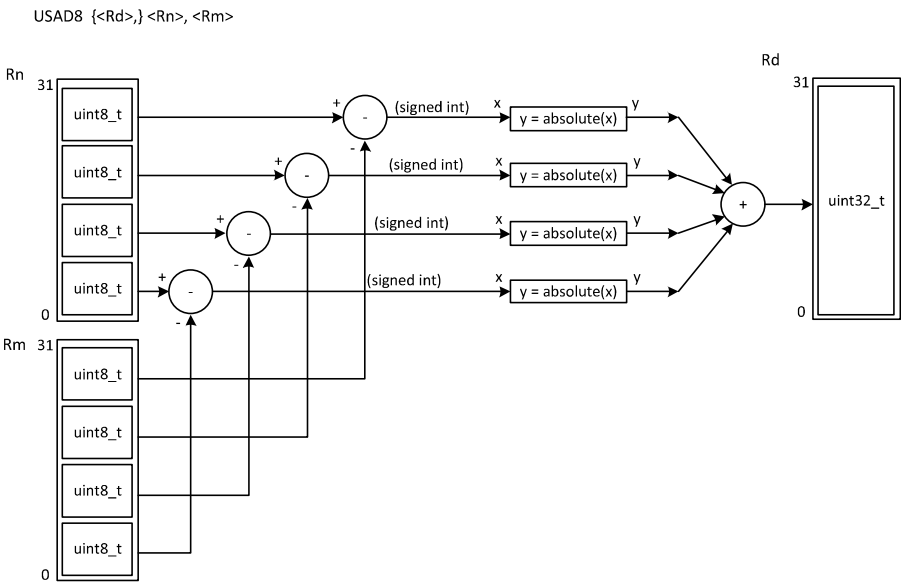 USAD8 {<Rd>,} <Rn>, <Rm>
Rn
31
uint8_t
uint8_t
uint8_t
uint8_t
0
Rm
31
uint8_t
uint8_t
uint8_t
uint8_t
0
+
-
-
(signed int)
x
y = absolute(x)
y
+
-
-
(signed int)
x
y = absolute(x)
y
+
-
-
(signed int)
x
y = absolute(x)
y
+
-
-
(signed int)
x
y = absolute(x)
y
+
Rd
31
uint32_t
0